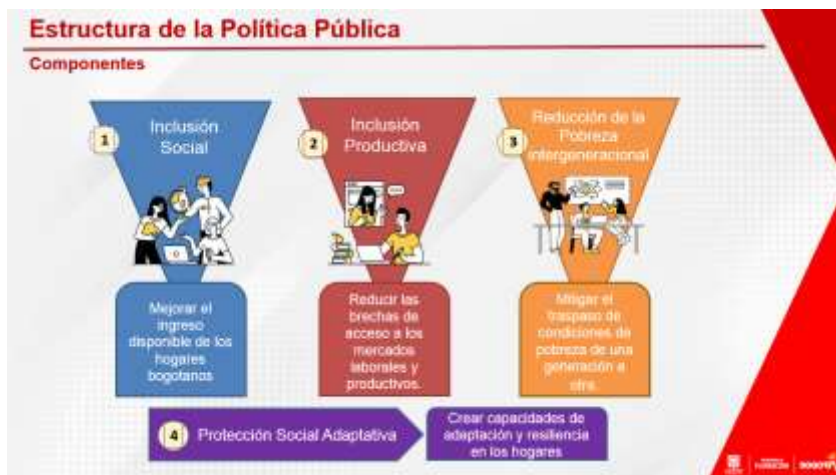 Estructura de la Política Pública
Componentes
1
Inclusión
Social
2
Inclusión
Productiva
3
Reducción de la
Pobreza
Intergeneracional
Mejorar el
ingreso
disponible de los
hogares
bogotanos
Reducir las
brechas de
acceso a los
mercados
laborales y
productivos.
Mitigar el
traspaso de
condiciones de
pobreza de una
generación a
otra.
4
Protección Social Adaptativa
Crear capacidades de
adaptación y resiliencia
en los hogares
BOGOTÁ